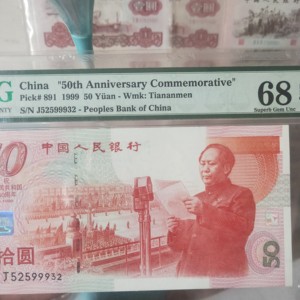 G
China "50th Anniversary Commemorative"
Pick# 891 1999 50 Yüan - Wmk: Tiananmen
S/N J52599932 - Peoples Bank of China
68
Superb Gem Unc
中国人民银行
拾圆
J52599932
50